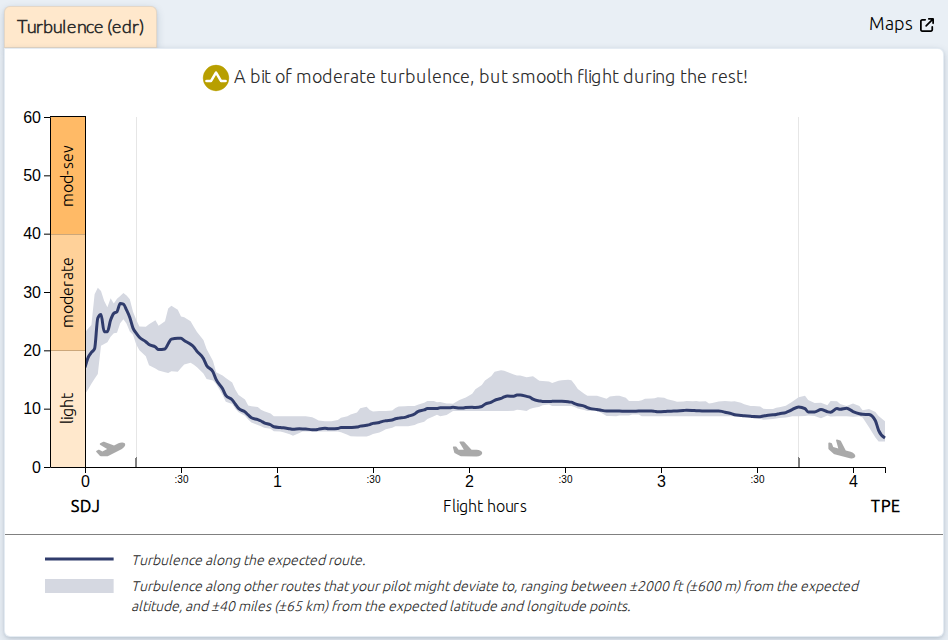 Turbulence (edr)
Maps
A bit of moderate turbulence, but smooth flight during the rest!
60
50
40
30
20
10
0
mod-sev
moderate
light
0 :30 1 :30 2 :30 3 :30 4
SDJ Flight hours TPE
Turbulence along the expected route.
Turbulence along other routes that your pilot might deviate to, ranging between ±2000 ft (±600 m) from the expected
altitude, and ±40 miles (±65 km) from the expected latitude and longitude points.